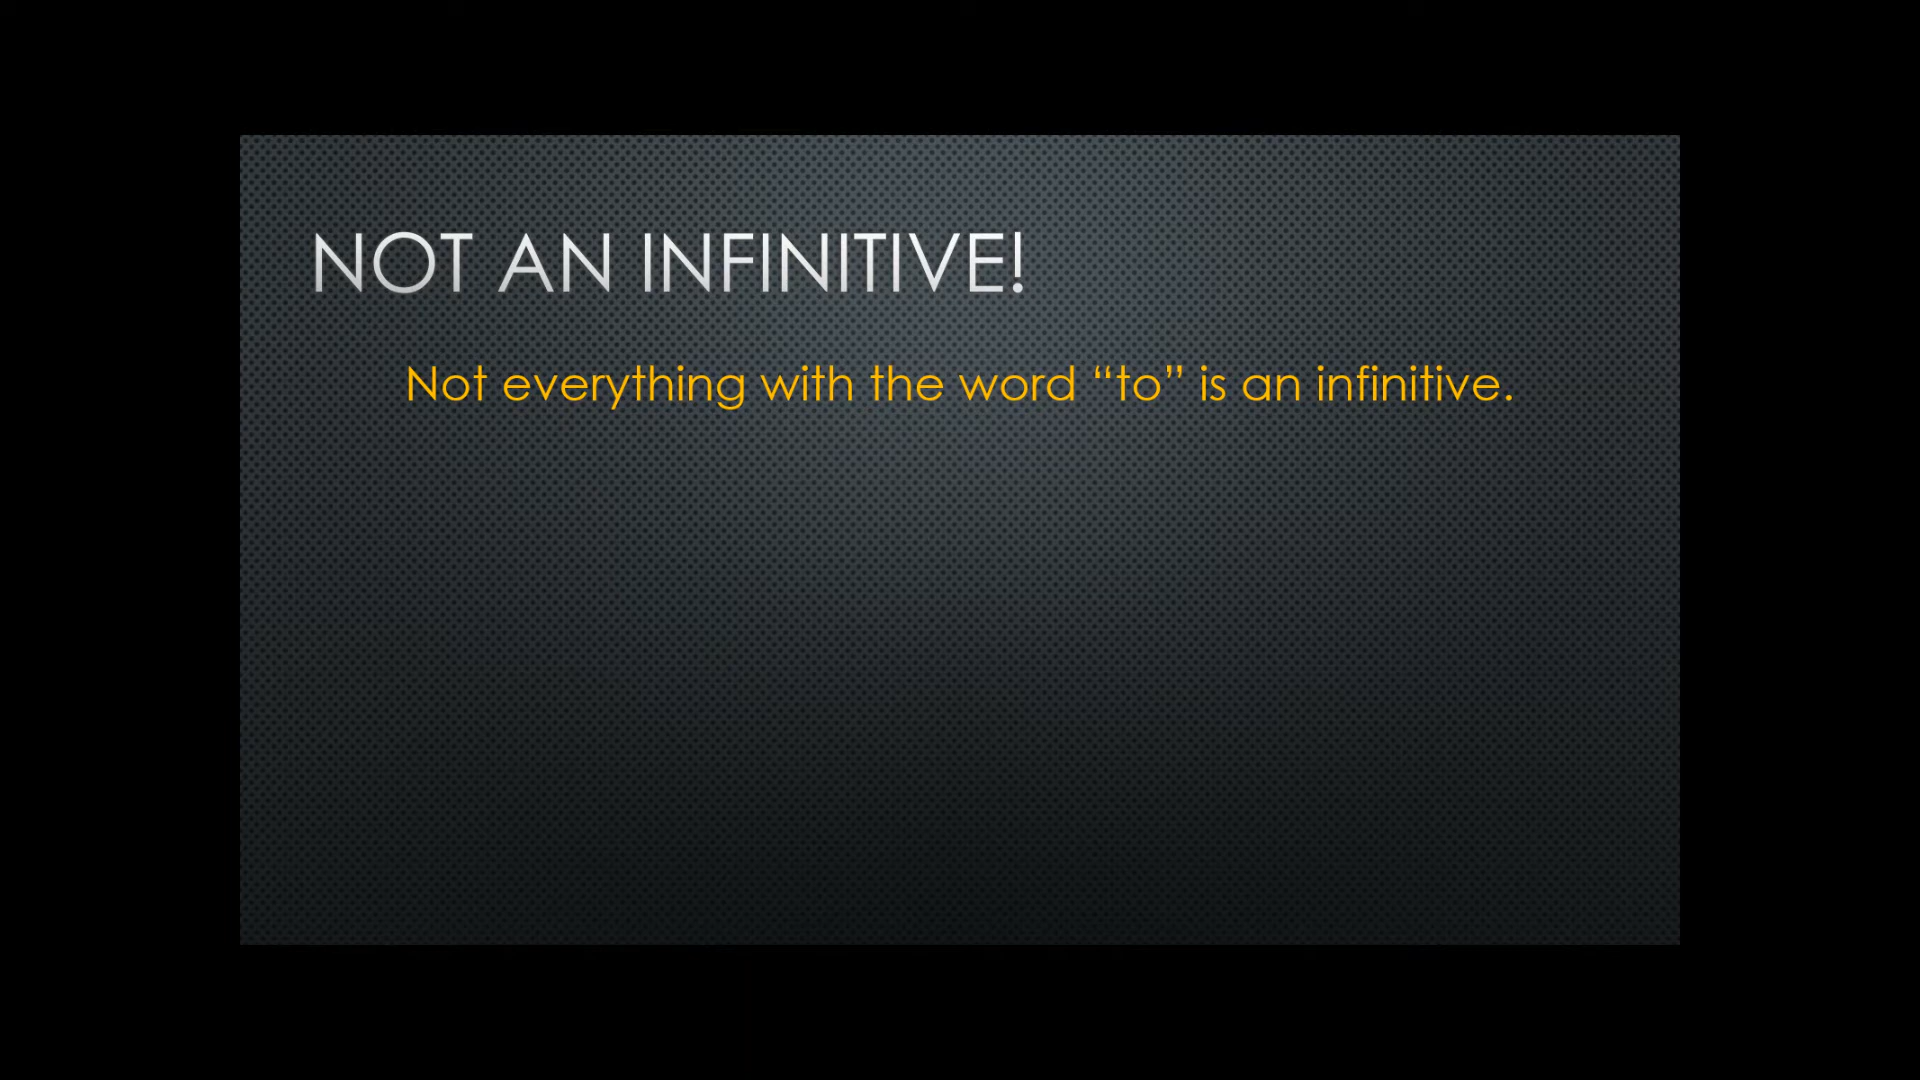 NOT AN INFINITIVE!
Not everything with the word “to” is an infinitive.